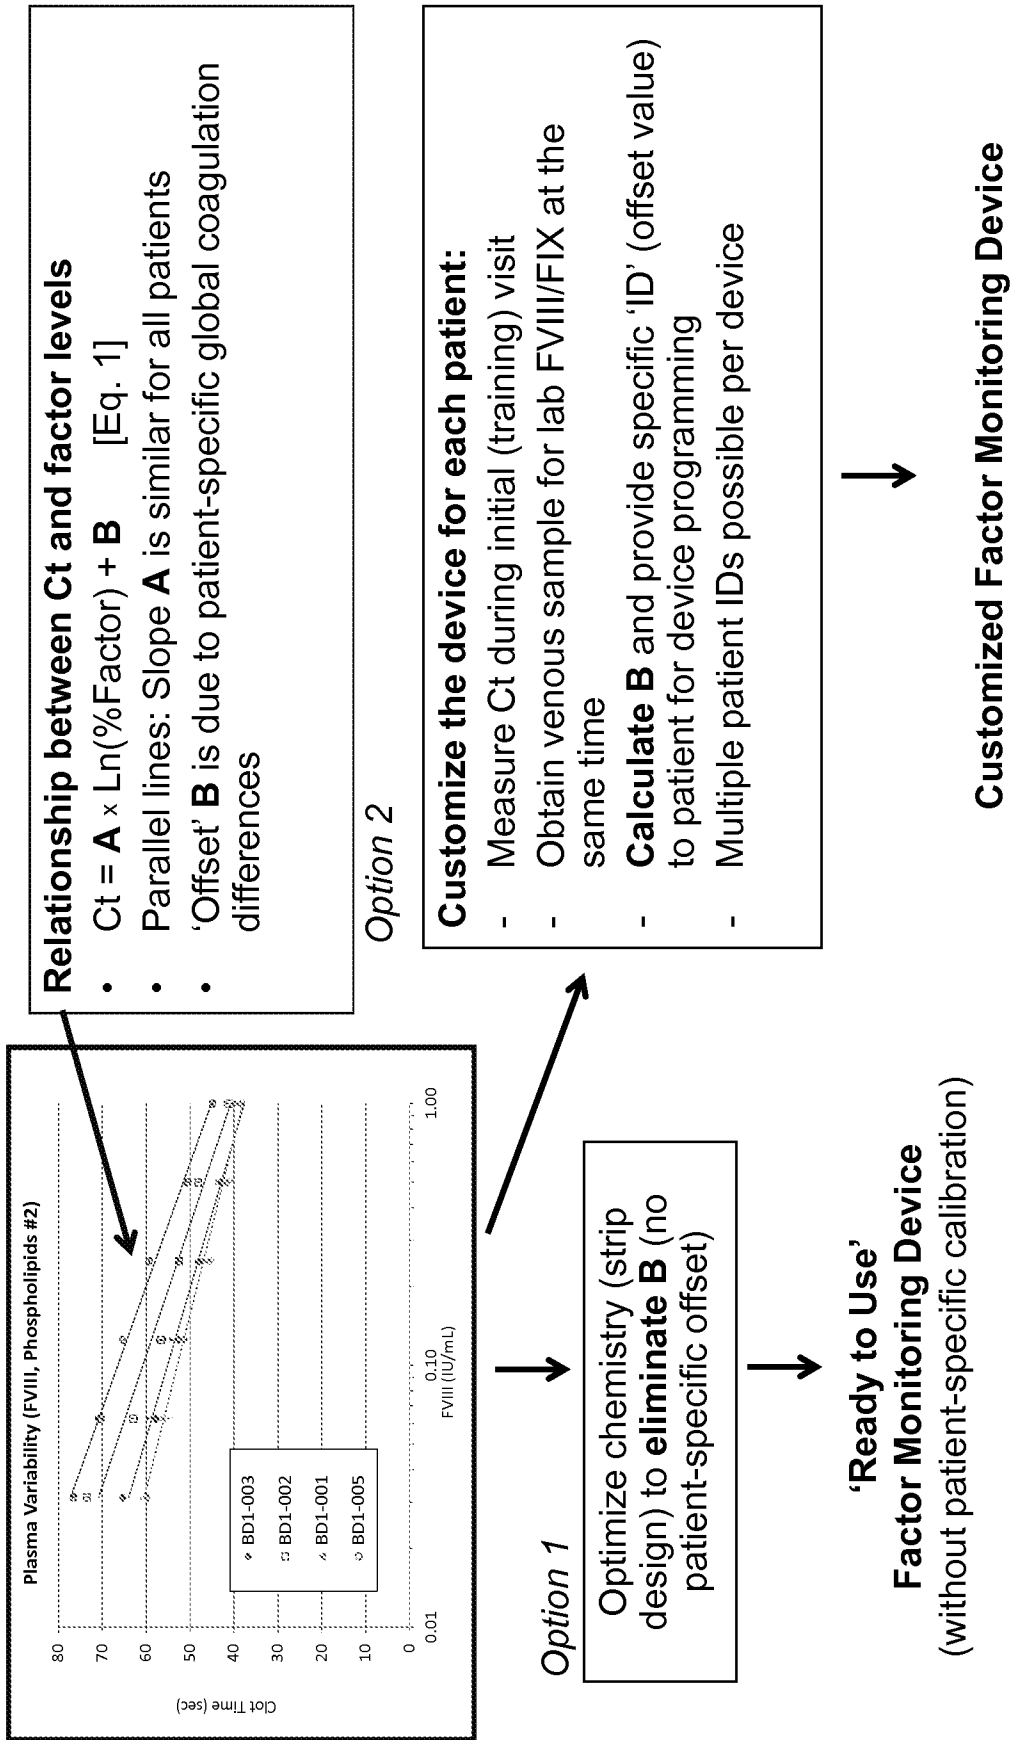 Plasma Variability (FVIII, Phospholipids #2)
Clot Time (sec)
80
70
60
50
40
30
20
10
0
BD1-003
BD1-002
BD1-001
BD1-005
0.01
0.10
1.00
FVIII (IU/mL)
Relationship between Ct and factor levels
• Ct = A x Ln(%Factor) + B [Eq. 1]
• Parallel lines: Slope A is similar for all patients
• ‘Offset’ B is due to patient-specific global coagulation
differences
Option 1
Optimize chemistry (strip
design) to eliminate B (no
patient-specific offset)
‘Ready to Use’
Factor Monitoring Device
(without patient-specific calibration)
Option 2
Customize the device for each patient:
- Measure Ct during initial (training) visit
- Obtain venous sample for lab FVIII/FIX at the
same time
- Calculate B and provide specific ‘ID’ (offset value)
to patient for device programming
- Multiple patient IDs possible per device
Customized Factor Monitoring Device